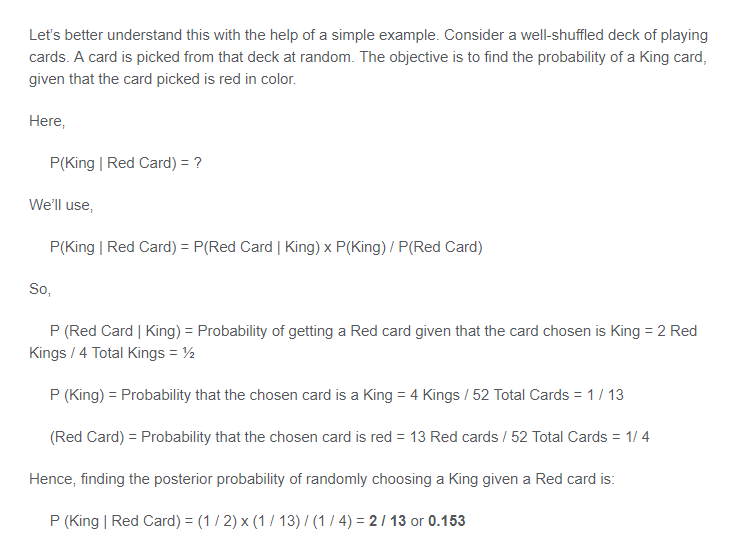 Let's better understand this with the help of a simple example. Consider a well-shuffled deck of playing
cards. A card is picked from that deck at random. The objective is to find the probability of a King card,
given that the card picked is red in color.
Here,
P(King | Red Card) = ?
We'll use,
P(King | Red Card) = P(Red Card | King) x P(King) / P(Red Card)
So,
P (Red Card | King) = Probability of getting a Red card given that the card chosen is King = 2 Red
Kings / 4 Total Kings = ½
P (King) = Probability that the chosen card is a King = 4 Kings / 52 Total Cards = 1 / 13
(Red Card) = Probability that the chosen card is red = 13 Red cards / 52 Total Cards = 1/ 4
Hence, finding the posterior probability of randomly choosing a King given a Red card is:
P (King | Red Card) = (1 / 2) x (1 / 13) / (1 / 4) = 2 / 13 or 0.153